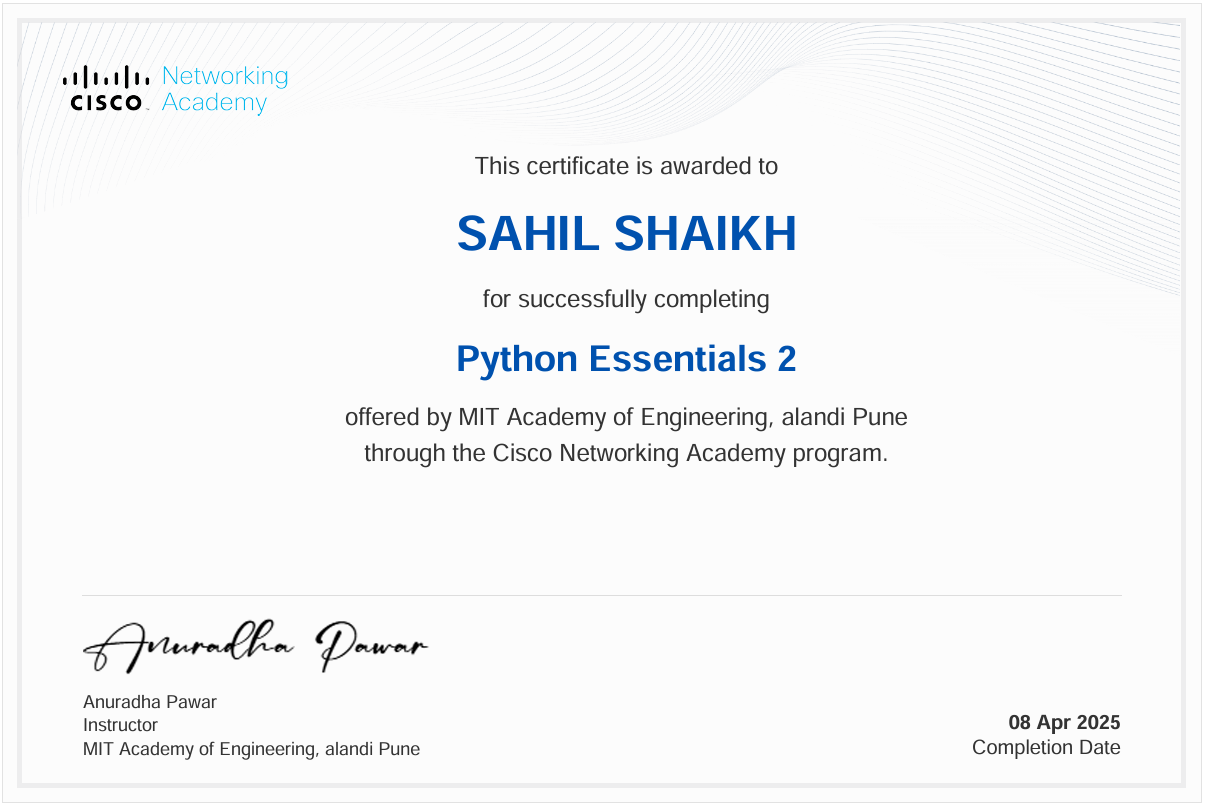 Networking
CISCO Academy
This certificate is awarded to
SAHIL SHAIKH
for successfully completing
Python Essentials 2
offered by MIT Academy of Engineering, alandi Pune
through the Cisco Networking Academy program.
Anuradha Pawar
Anuradha Pawar
Instructor
MIT Academy of Engineering, alandi Pune
08 Apr 2025
Completion Date